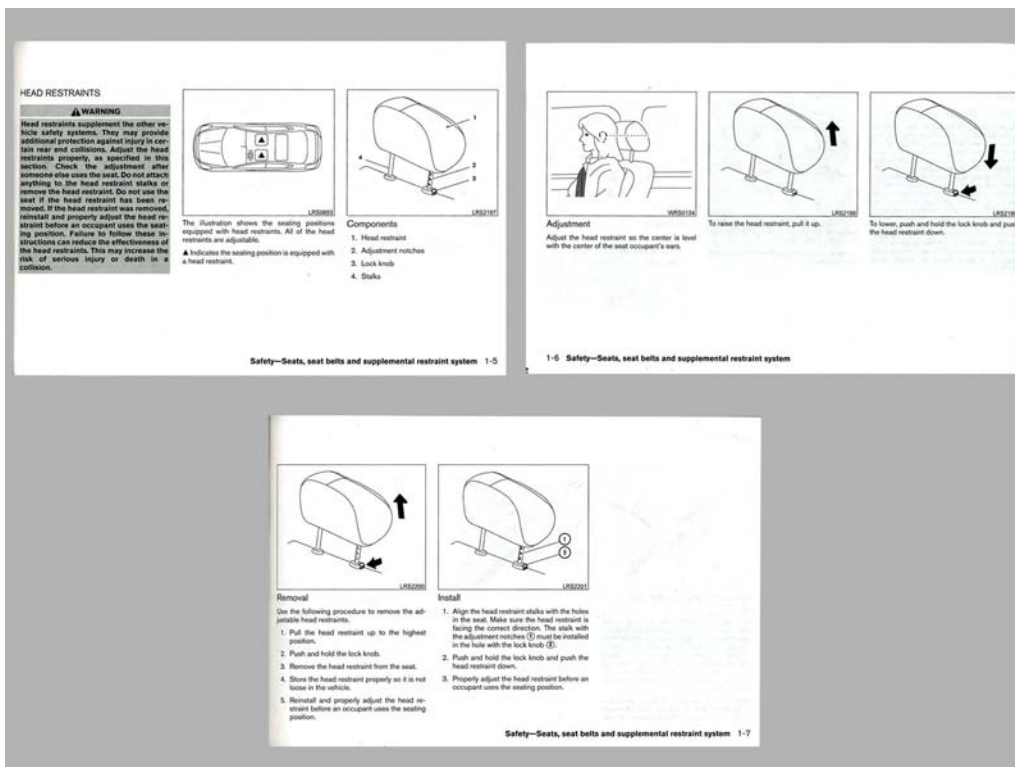 HEAD RESTRAINTS
WARNING
Head restraints supplement the other ve-
hicle safety systems. They may provide
additional protection against injury in cer-
tain rear end collisions. Adjust the head
restraints properly, as specified in this
section. Check the adjustment after
someone else uses the seat. Do not attach
anything to the head restraint stalks or
remove the head restraint. Do not use the
seat if the head restraint has been re-
moved. If the head restraint was removed,
reinstall and properly adjust the head re-
straint before an occupant uses the seat-
ing position. Failure to follow these in-
structions can reduce the effectiveness of
the head restraints. This may increase the
risk of serious injury or death in a
collision.
LRS0893
The illustration shows the seating positions
equipped with head restraints. All of the head
restraints are adjustable.
▲ Indicates the seating position is equipped with
a head restraint.
1
2
3
4
LRS2197
Components
1. Head restraint
2. Adjustment notches
3. Lock knob
4. Stalks
Safety—Seats, seat belts and supplemental restraint system 1-5
WRS0134
Adjustment
Adjust the head restraint so the center is level
with the center of the seat occupant's ears.
LRS2198
To raise the head restraint, pull it up.
LRS219
To lower, push and hold the lock knob and pus
the head restraint down.
1-6 Safety—Seats, seat belts and supplemental restraint system
LRS2200
Removal
Use the following procedure to remove the ad-
justable head restraints.
1. Pull the head restraint up to the highest
position.
2. Push and hold the lock knob.
3. Remove the head restraint from the seat.
4. Store the head restraint properly so it is not
loose in the vehicle.
5. Reinstall and properly adjust the head re-
straint before an occupant uses the seating
position.
1
2
LRS2201
Install
1. Align the head restraint stalks with the holes
in the seat. Make sure the head restraint is
facing the correct direction. The stalk with
the adjustment notches ① must be installed
in the hole with the lock knob ②.
2. Push and hold the lock knob and push the
head restraint down.
3. Properly adjust the head restraint before an
occupant uses the seating position.
Safety—Seats, seat belts and supplemental restraint system 1-7